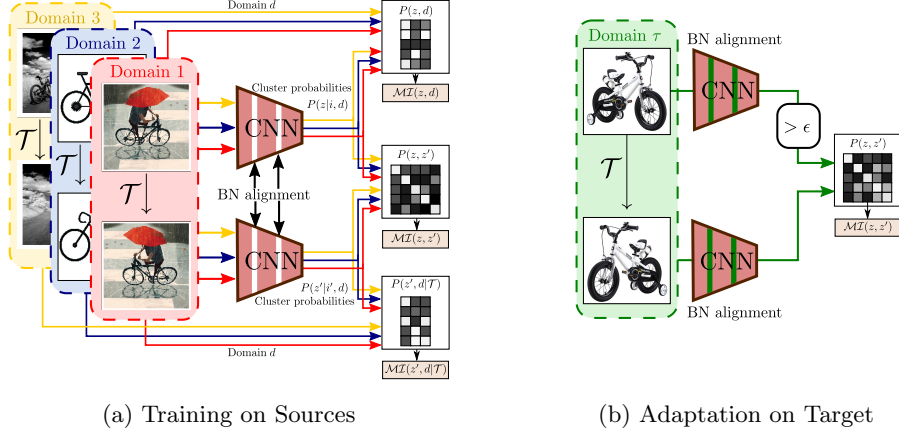 Domain 3
Domain 2
Domain 1
𝒯
𝒯
𝒯
Domain d
Cluster probabilities
P(z|i, d)
CNN
BN alignment
CNN
P(z'|i', d)
Cluster probabilities
Domain d
P(z, d)
ℳℐ(z, d)
P(z, z')
ℳℐ(z, z')
P(z', d|𝒯)
ℳℐ(z', d|𝒯)
(a) Training on Sources
Domain τ
𝒯
BN alignment
CNN
> ϵ
P(z, z')
ℳℐ(z, z')
CNN
BN alignment
(b) Adaptation on Target